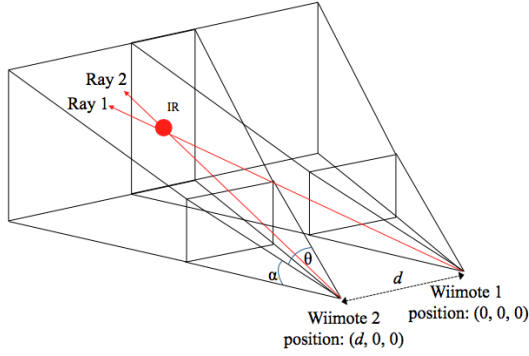 Ray 2
IR
Ray 1
θ
α
d
Wiimote 1
position: (0, 0, 0)
Wiimote 2
position: (d, 0, 0)